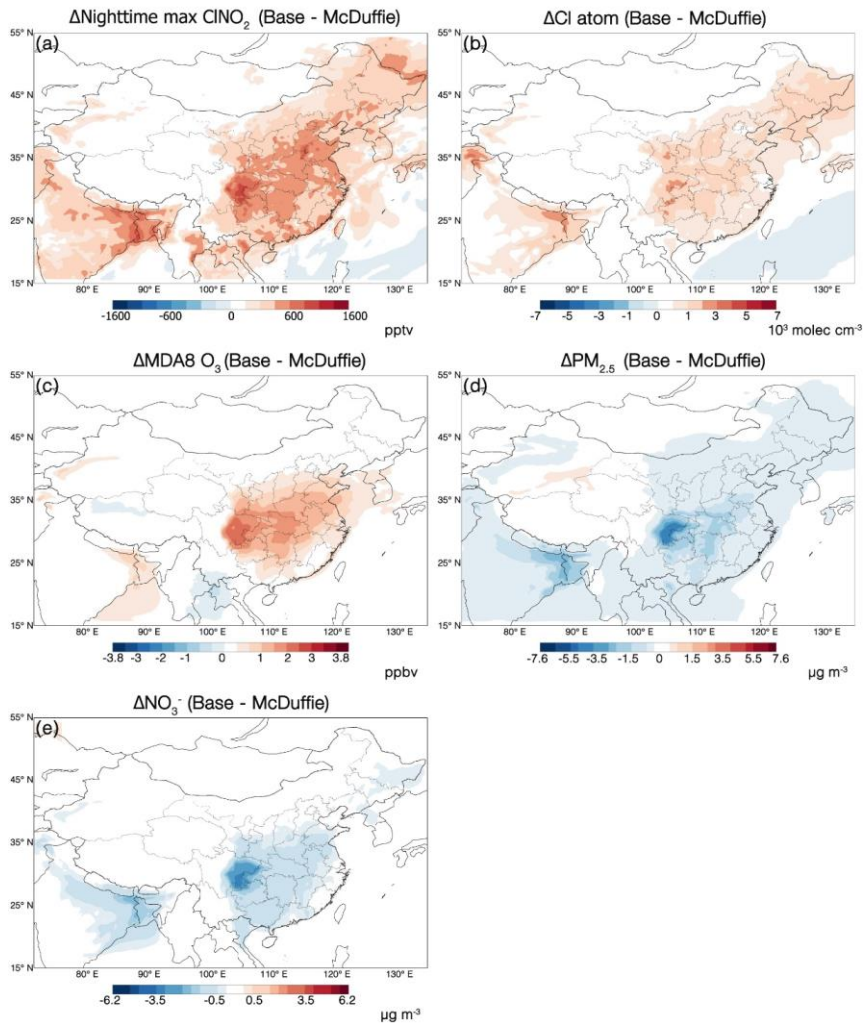 ΔNighttime max ClNO₂ (Base - McDuffie)
(a)
55° N
45° N
35° N
25° N
15° N
80° E 90° E 100° E 110° E 120° E 130° E
-1600 -600 0 600 1600
pptv
ΔCl atom (Base - McDuffie)
(b)
55° N
45° N
35° N
25° N
15° N
80° E 90° E 100° E 110° E 120° E 130° E
-7 -5 -3 -1 0 1 3 5 7
10³ molec cm⁻³
ΔMDA8 O₃ (Base - McDuffie)
(c)
55° N
45° N
35° N
25° N
15° N
80° E 90° E 100° E 110° E 120° E 130° E
-3.8 -3 -2 -1 0 1 2 3 3.8
ppbv
ΔPM₂.₅ (Base - McDuffie)
(d)
55° N
45° N
35° N
25° N
15° N
80° E 90° E 100° E 110° E 120° E 130° E
-7.6 -5.5 -3.5 -1.5 0 1.5 3.5 5.5 7.6
μg m⁻³
ΔNO₃⁻ (Base - McDuffie)
(e)
55° N
45° N
35° N
25° N
15° N
80° E 90° E 100° E 110° E 120° E 130° E
-6.2 -3.5 -0.5 0.5 3.5 6.2
μg m⁻³